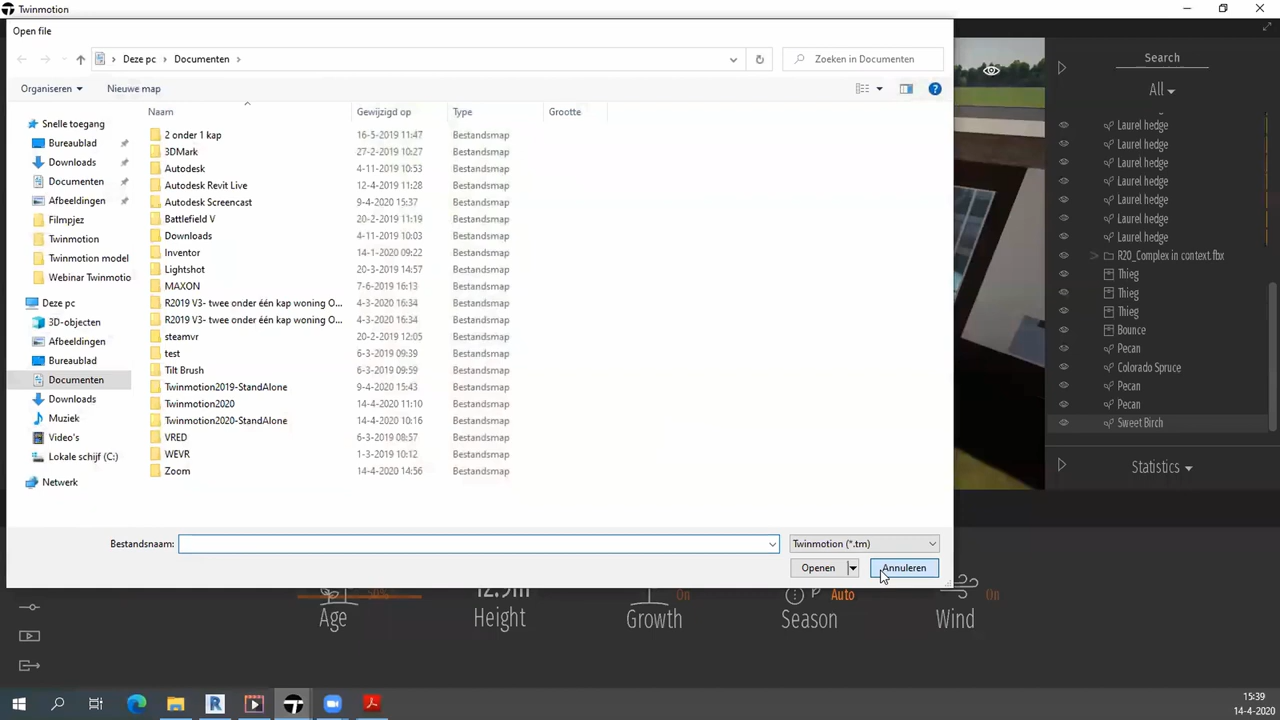 Twinmotion
Open file
Deze pc > Documenten >
Zoeken in Documenten
Organiseren
Nieuwe map
Naam Gewijzigd op Type Grootte
Snelle toegang
Bureaublad
Downloads
Documenten
Afbeeldingen
Filmpjez
Twinmotion
Twinmotion model
Webinar Twinmotio
Deze pc
3D-objecten
Afbeeldingen
Bureaublad
Documenten
Downloads
Muziek
Video's
Lokale schijf (C:)
Netwerk
2 onder 1 kap 16-5-2019 11:47 Bestandsmap
3DMark 27-2-2019 10:27 Bestandsmap
Autodesk 4-11-2019 10:53 Bestandsmap
Autodesk Revit Live 12-4-2019 11:28 Bestandsmap
Autodesk Screencast 9-4-2020 15:37 Bestandsmap
Battlefield V 20-2-2019 11:19 Bestandsmap
Downloads 4-11-2019 10:03 Bestandsmap
Inventor 14-1-2020 09:22 Bestandsmap
Lightshot 20-3-2019 14:57 Bestandsmap
MAXON 7-6-2019 16:13 Bestandsmap
R2019 V3- twee onder één kap woning O... 4-3-2020 16:34 Bestandsmap
R2019 V3- twee onder één kap woning O... 4-3-2020 16:34 Bestandsmap
steamvr 20-2-2019 12:05 Bestandsmap
test 6-3-2019 09:39 Bestandsmap
Tilt Brush 6-3-2019 09:59 Bestandsmap
Twinmotion2019-StandAlone 9-4-2020 15:43 Bestandsmap
Twinmotion2020 14-4-2020 11:10 Bestandsmap
Twinmotion2020-StandAlone 14-4-2020 10:16 Bestandsmap
VRED 6-3-2019 08:57 Bestandsmap
WEVR 1-3-2019 10:12 Bestandsmap
Zoom 14-4-2020 14:56 Bestandsmap
Bestandsnaam:
Twinmotion (*.tm)
Openen
Annuleren
Search
All
Laurel hedge
Laurel hedge
Laurel hedge
Laurel hedge
Laurel hedge
Laurel hedge
Laurel hedge
R20_Complex in context.fbx
Thieg
Thieg
Thieg
Bounce
Pecan
Colorado Spruce
Pecan
Pecan
Sweet Birch
Statistics
50%
12.9m
On
P Auto
On
Age
Height
Growth
Season
Wind
15:39
14-4-2020